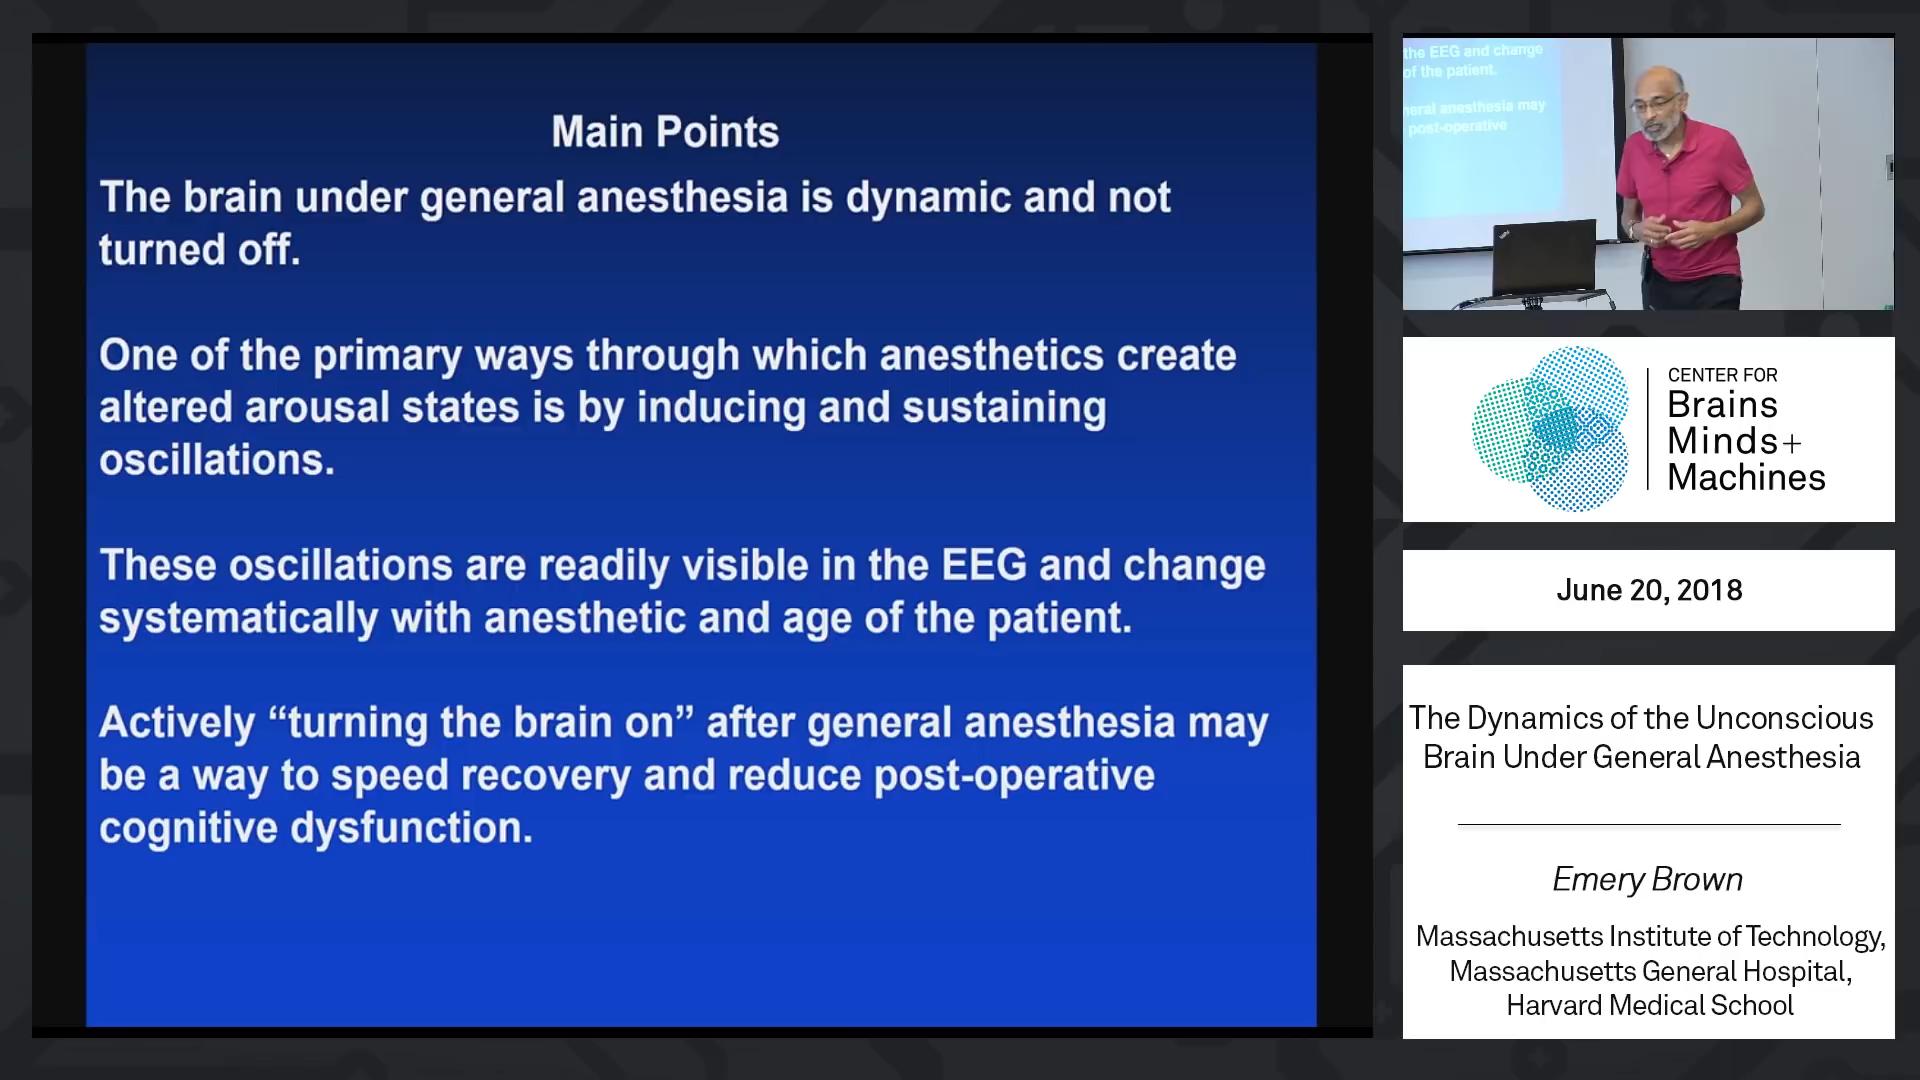 Main Points
The brain under general anesthesia is dynamic and not
turned off.
One of the primary ways through which anesthetics create
altered arousal states is by inducing and sustaining
oscillations.
These oscillations are readily visible in the EEG and change
systematically with anesthetic and age of the patient.
Actively “turning the brain on” after general anesthesia may
be a way to speed recovery and reduce post-operative
cognitive dysfunction.
the EEG and change
of the patient.
neral anesthesia may
post-operative
CENTER FOR
Brains
Minds+
Machines
June 20, 2018
The Dynamics of the Unconscious
Brain Under General Anesthesia
Emery Brown
Massachusetts Institute of Technology,
Massachusetts General Hospital,
Harvard Medical School